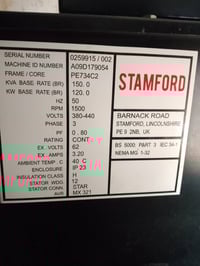 SERIAL NUMBER 0259915 / 002
MACHINE ID NUMBER A09D179054
FRAME / CORE PE734C2
KVA BASE RATE (BR) 150.0
KW BASE RATE (BR) 120.0
HZ 50
RPM 1500
VOLTS 380-440
PHASE 3
PF 0.80
RATING CONT
EX. VOLTS 62
EX. AMPS 3.20
AMBIENT TEMP. C 40 C
ENCLOSURE IP 23
INSULATION CLASS H
STATOR WDG. 12
STATOR CONN. STAR
AVR MX 321
STAMFORD
BARNACK ROAD
STAMFORD, LINCOLNSHIRE
PE 9 2NB, UK
BS 5000: PART 3 IEC 34-1
NEMA MG 1-32